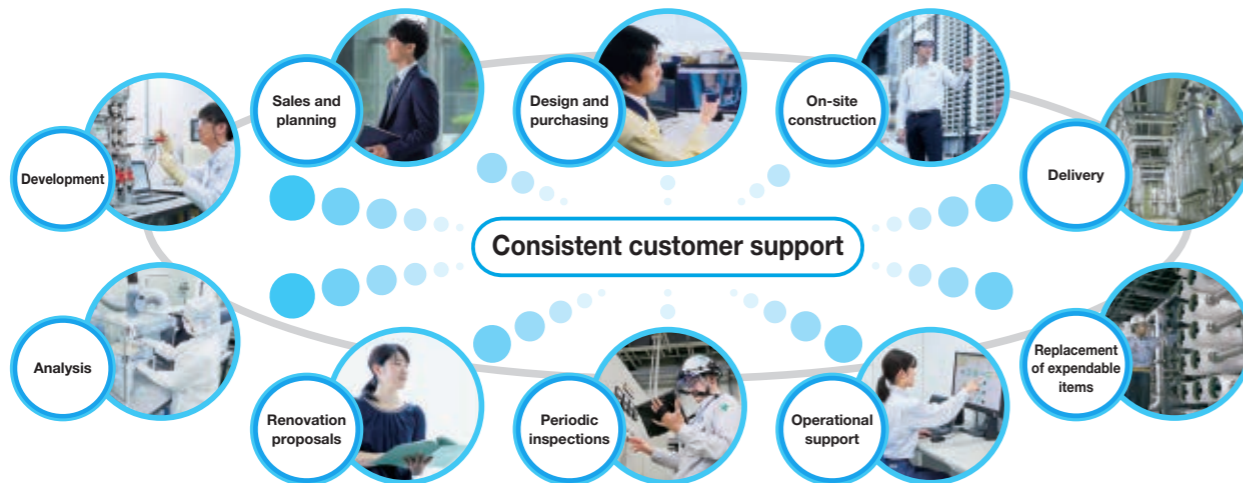 Sales and
planning
Design and
purchasing
On-site
construction
Development
Delivery
Consistent customer support
Analysis
Renovation
proposals
Periodic
inspections
Operational
support
Replacement
of expendable
items